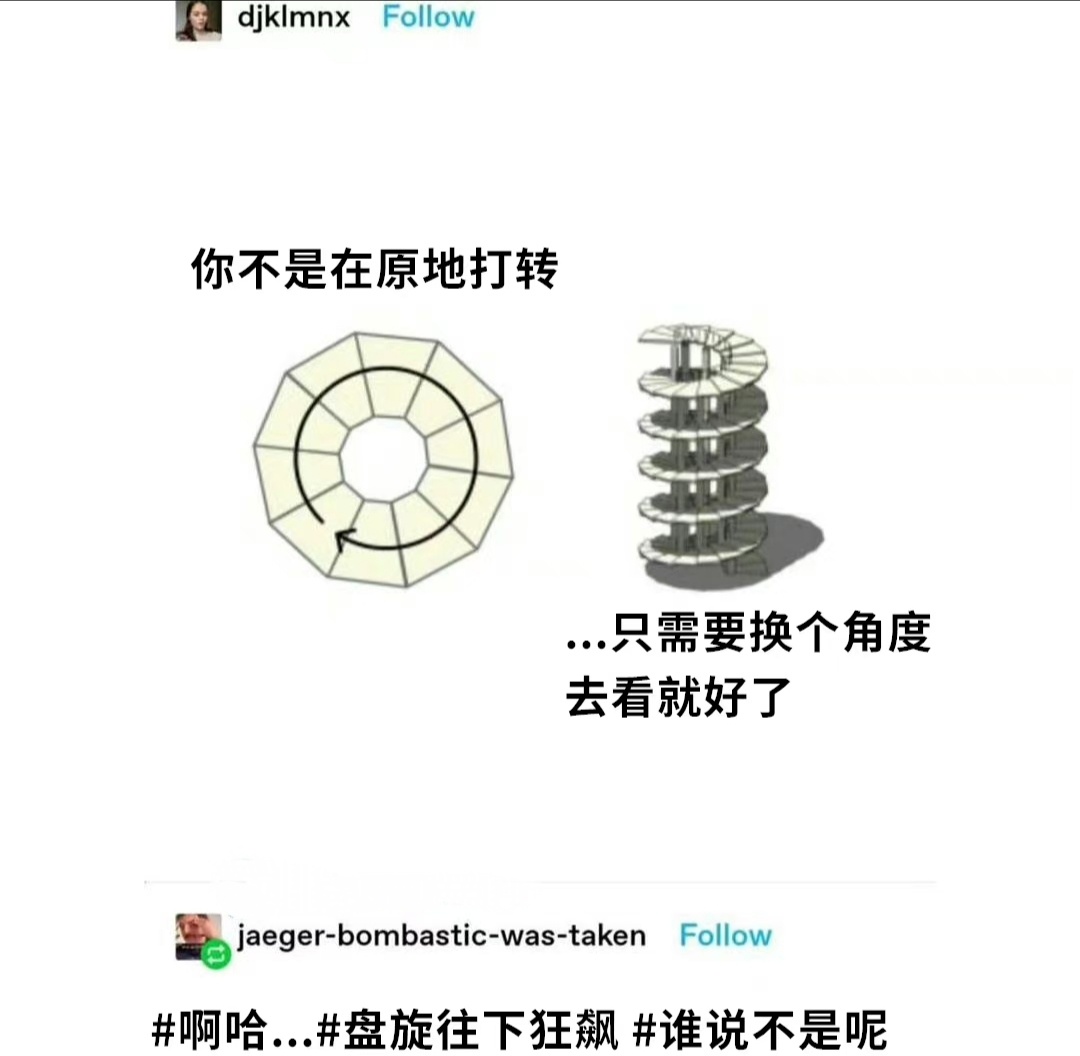 djklmnx Follow
你不是在原地打转
...只需要换个角度
去看就好了
jaeger-bombastic-was-taken Follow
#啊哈...#盘旋往下狂飙 #谁说不是呢